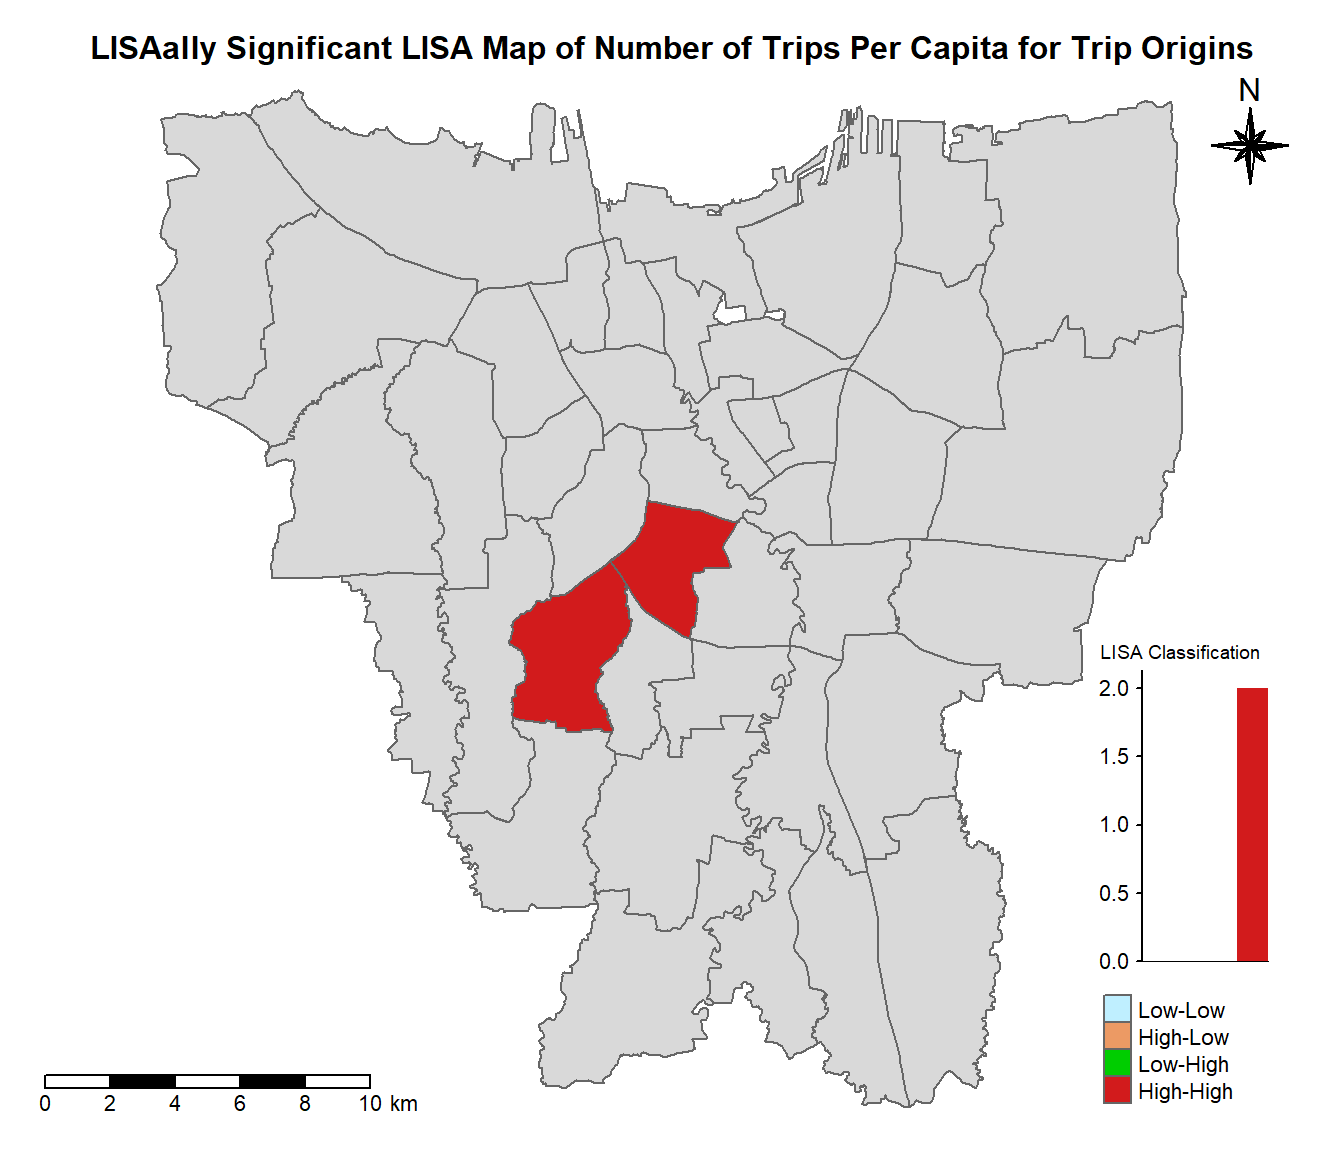 LISAally Significant LISA Map of Number of Trips Per Capita for Trip Origins
N
LISA Classification
2.0
1.5
1.0
0.5
0.0
Low-Low
High-Low
Low-High
High-High
0 2 4 6 8 10 km